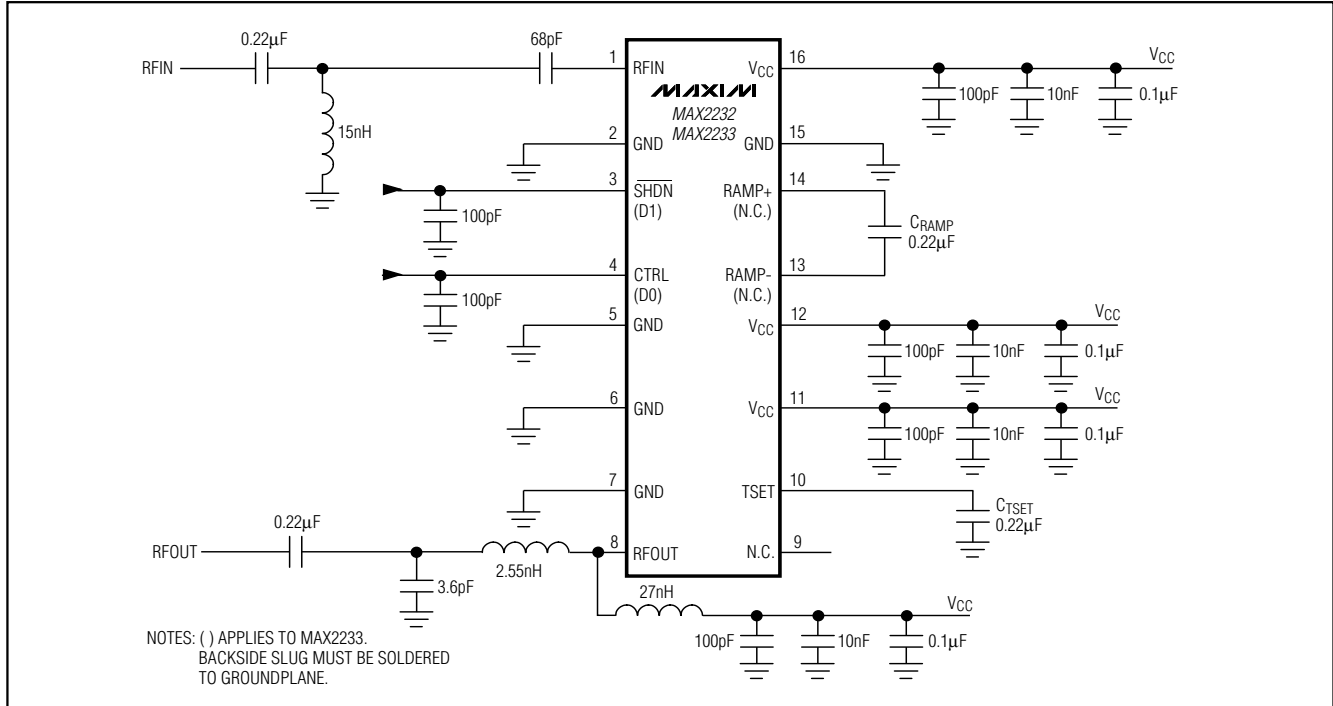 0.22μF
68pF
RFIN
15nH
1
RFIN
VCC
16
VCC
100pF
10nF
0.1μF
MAXIM
MAX2232
MAX2233
2
GND
GND
15
3
SHDN
(D1)
100pF
RAMP+
(N.C.)
14
CRAMP
0.22μF
4
CTRL
(D0)
100pF
RAMP-
(N.C.)
13
5
GND
VCC
12
VCC
100pF
10nF
0.1μF
6
GND
VCC
11
VCC
100pF
10nF
0.1μF
7
GND
TSET
10
CTSET
0.22μF
0.22μF
RFOUT
3.6pF
2.55nH
8
RFOUT
N.C.
9
27nH
VCC
100pF
10nF
0.1μF
NOTES: ( ) APPLIES TO MAX2233.
BACKSIDE SLUG MUST BE SOLDERED
TO GROUNDPLANE.